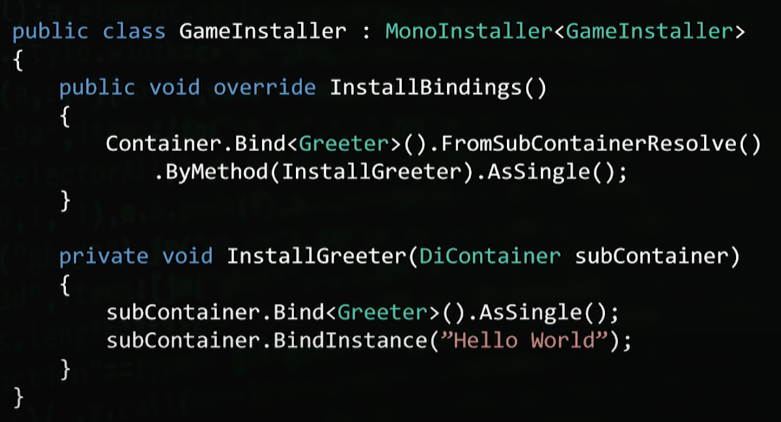 public class GameInstaller : MonoInstaller<GameInstaller>
{
    public void override InstallBindings()
    {
        Container.Bind<Greeter>().FromSubContainerResolve()
            .ByMethod(InstallGreeter).AsSingle();
    }

    private void InstallGreeter(DiContainer subContainer)
    {
        subContainer.Bind<Greeter>().AsSingle();
        subContainer.BindInstance(”Hello World”);
    }
}